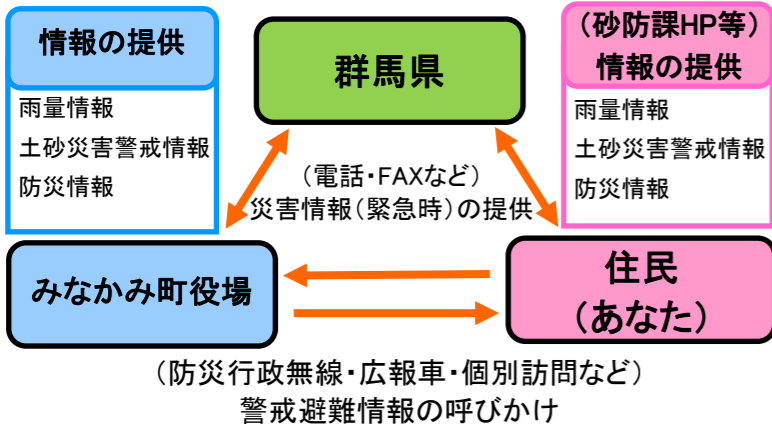 情報の提供
雨量情報
土砂災害警戒情報
防災情報
群馬県
(砂防課HP等)
情報の提供
雨量情報
土砂災害警戒情報
防災情報
(電話・FAXなど)
災害情報(緊急時)の提供
みなかみ町役場
住民
(あなた)
(防災行政無線・広報車・個別訪問など)
警戒避難情報の呼びかけ